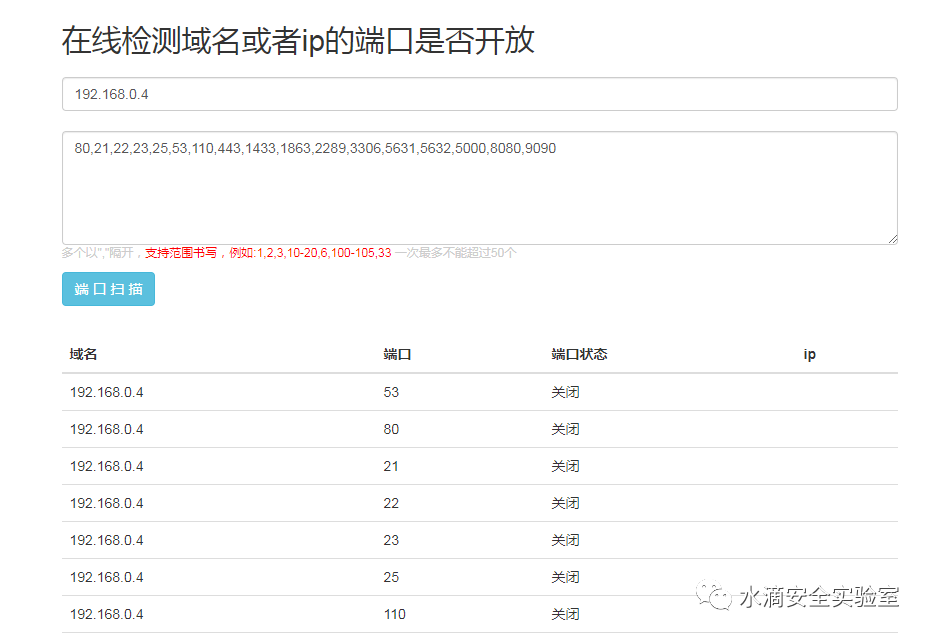 在线检测域名或者ip的端口是否开放
192.168.0.4
80,21,22,23,25,53,110,443,1433,1863,2289,3306,5631,5632,5000,8080,9090
多个以","隔开，支持范围书写，例如:1,2,3,10-20,6,100-105,33 一次最多不能超过50个
端口扫描
域名 端口 端口状态 ip
192.168.0.4 53 关闭
192.168.0.4 80 关闭
192.168.0.4 21 关闭
192.168.0.4 22 关闭
192.168.0.4 23 关闭
192.168.0.4 25 关闭
192.168.0.4 110 关闭
水滴安全实验室